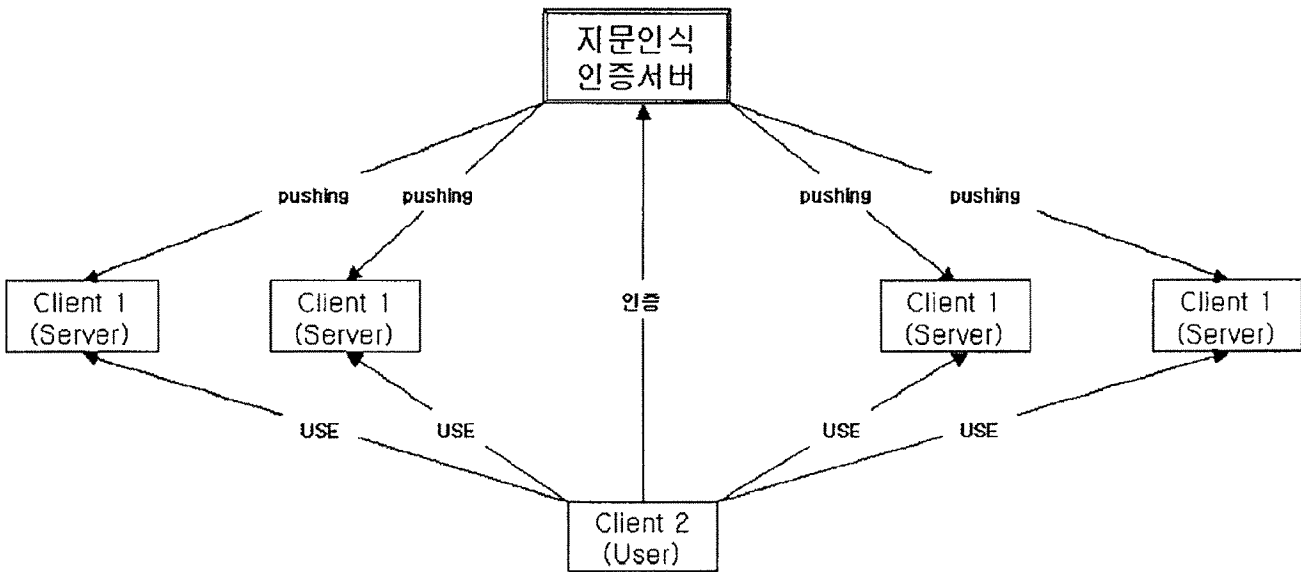 지문인식
인증서버
pushing pushing pushing pushing
Client 1 Client 1 인증 Client 1 Client 1
(Server) (Server) (Server) (Server)
USE USE USE USE
Client 2
(User)